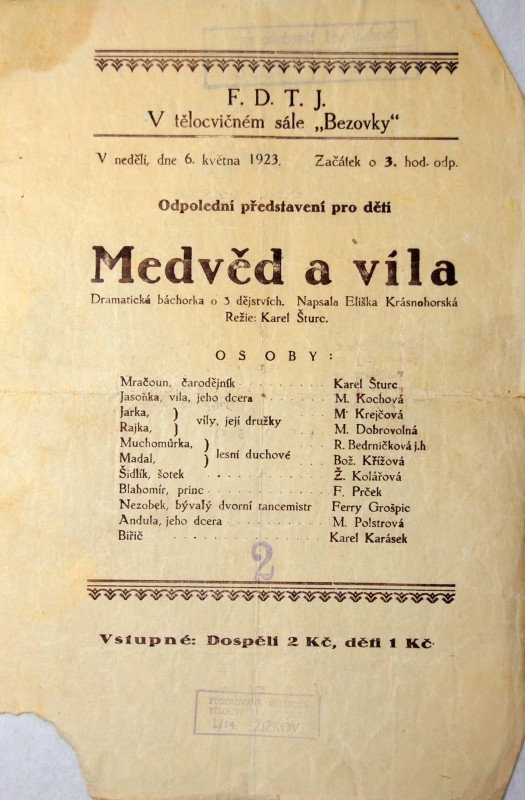 F. D. T. J.
V tělocvičném sále „Bezovky“
V neděli, dne 6. května 1923. Začátek o 3. hod. odp.
Odpolední představení pro děti
Medvěd a víla
Dramatická báchorka o 3 dějstvích. Napsala Eliška Krásnohorská
Režie: Karel Šturc.
OSOBY:
Mračoun, čarodějník Karel Šturc
Jasoňka, víla, jeho dcera M. Kochová
Jarka, ) víly, její družky M. Krejčová
Rajka, ) M. Dobrovolná
Muchomůrka, ) lesní duchové R. Bedrničková j.h
Madal, ) Bož. Křížová
Šidlík, šotek Ž. Kolářová
Blahomír, princ F. Prček
Nezobek, bývalý dvorní tancemistr Ferry Grošpic
Andula, jeho dcera M. Polstrová
Biřič Karel Karásek
2
Vstupné: Dospělí 2 Kč, děti 1 Kč
ŽIŽKOV